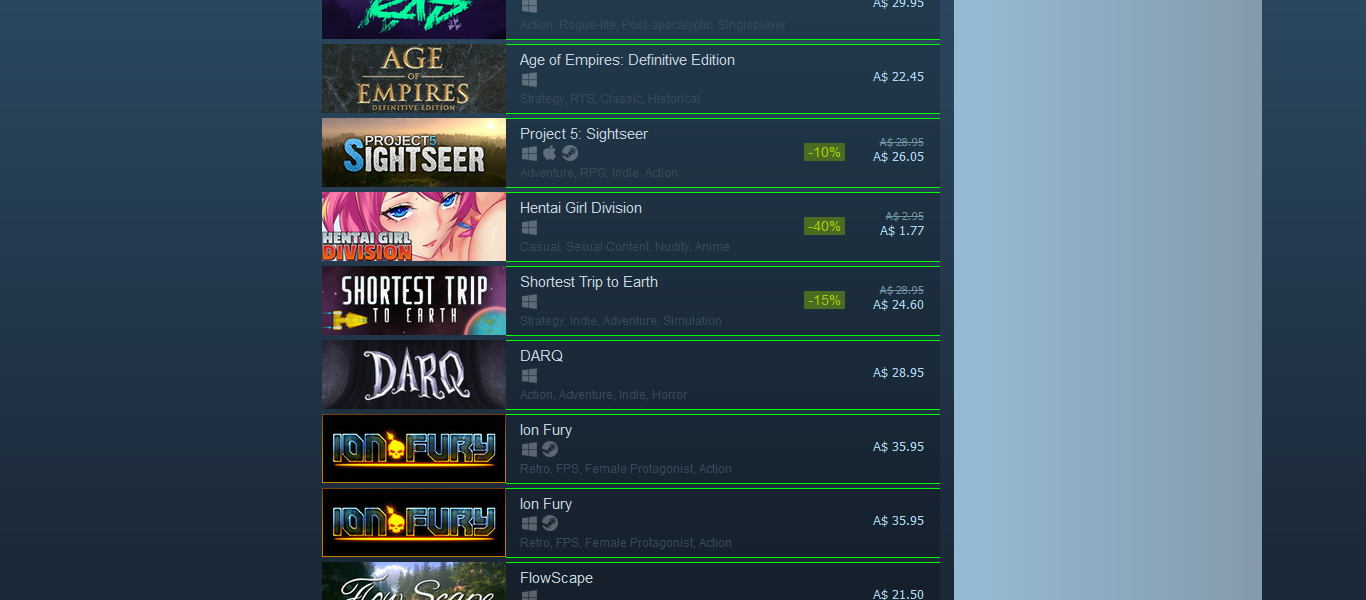 RAD
A$ 29.95
Action, Rogue-lite, Post-apocalyptic, Singleplayer
AGE
OF
EMPIRES
DEFINITIVE EDITION
Age of Empires: Definitive Edition
A$ 22.45
Strategy, RTS, Classic, Historical
PROJECT 5
SIGHTSEER
Project 5: Sightseer
-10%
A$ 28.95
A$ 26.05
Adventure, RPG, Indie, Action
HENTAI GIRL
DIVISION
Hentai Girl Division
-40%
A$ 2.95
A$ 1.77
Casual, Sexual Content, Nudity, Anime
SHORTEST TRIP
TO EARTH
Shortest Trip to Earth
-15%
A$ 28.95
A$ 24.60
Strategy, Indie, Adventure, Simulation
DARQ
DARQ
A$ 28.95
Action, Adventure, Indie, Horror
ION FURY
Ion Fury
A$ 35.95
Retro, FPS, Female Protagonist, Action
ION FURY
Ion Fury
A$ 35.95
Retro, FPS, Female Protagonist, Action
FlowScape
FlowScape
A$ 21.50